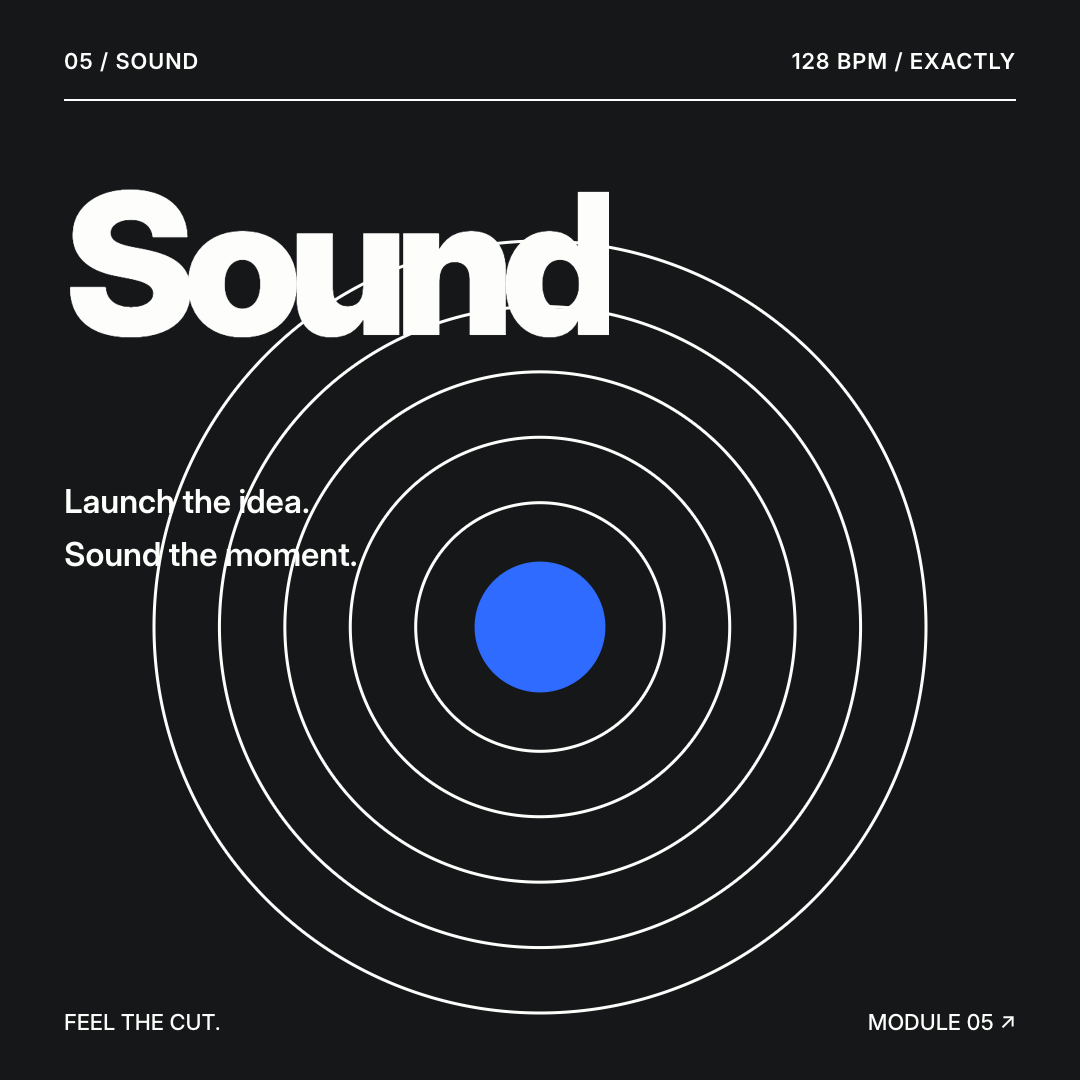 05 / SOUND
128 BPM / EXACTLY
Sound
Launch the idea.
Sound the moment.
FEEL THE CUT.
MODULE 05 ↗